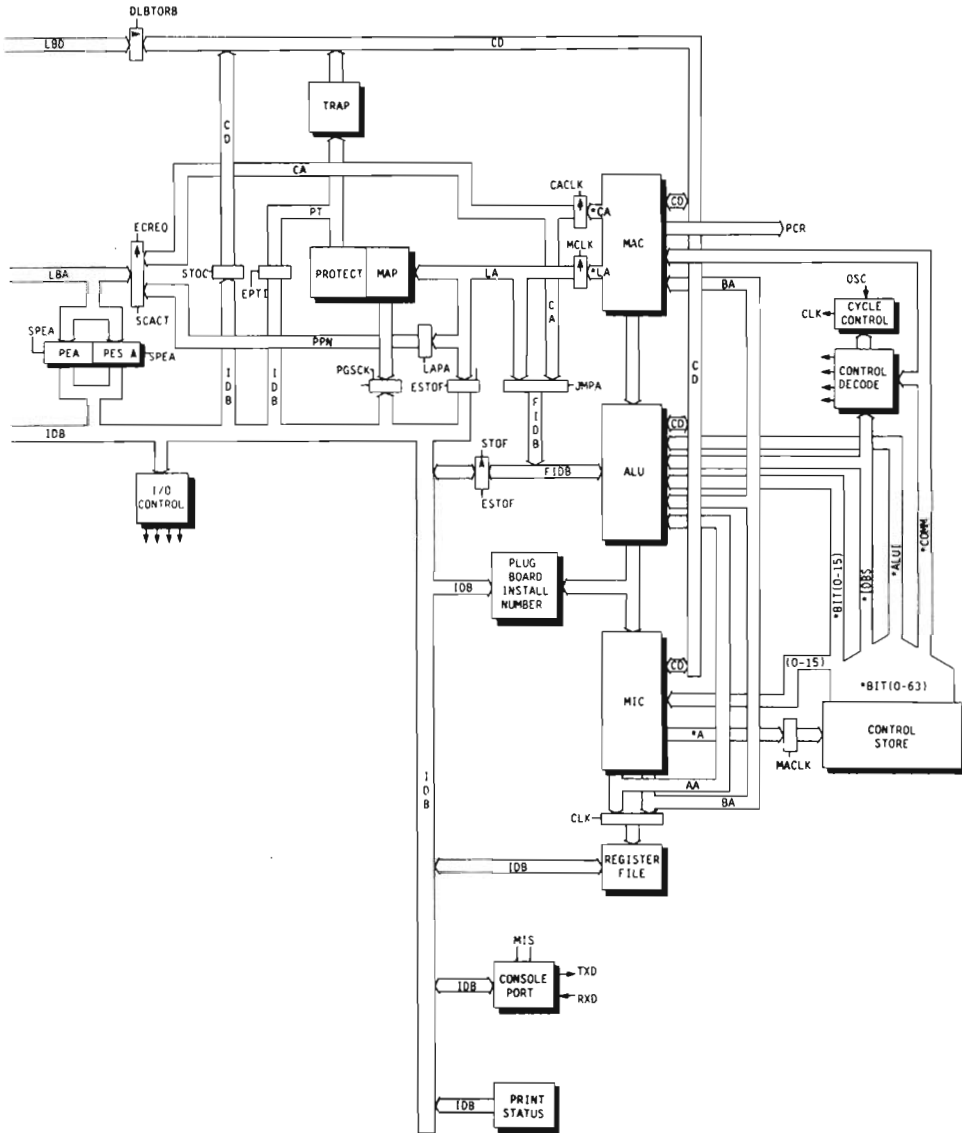 DLBTORB
LBD
CD
TRAP
CD
CA
CACLK
*CA
CD
MAC
PCR
PT
ECREQ
MCLK
LBA
STOC
EPTI
PROTECT
MAP
LA
*LA
BA
OSC
CYCLE
CONTROL
CLK
SCACT
CA
SPEA
PPN
LAPA
CD
CONTROL
DECODE
PEA
PES A
SPEA
PGSCK
ESTOF
JMPA
IDB
IDB
FIDB
CD
IDB
STOF
FIDB
ALU
I/O
CONTROL
ESTOF
*COMM
*ALUI
*IDBS
*BIT(0-15)
IDB
PLUG
BOARD
INSTALL
NUMBER
(0-15)
CD
*BIT(0-63)
MIC
CONTROL
STORE
*A
MACLK
IDB
AA
BA
CLK
IDB
REGISTER
FILE
MIS
IDB
CONSOLE
PORT
TXD
RXD
IDB
PRINT
STATUS